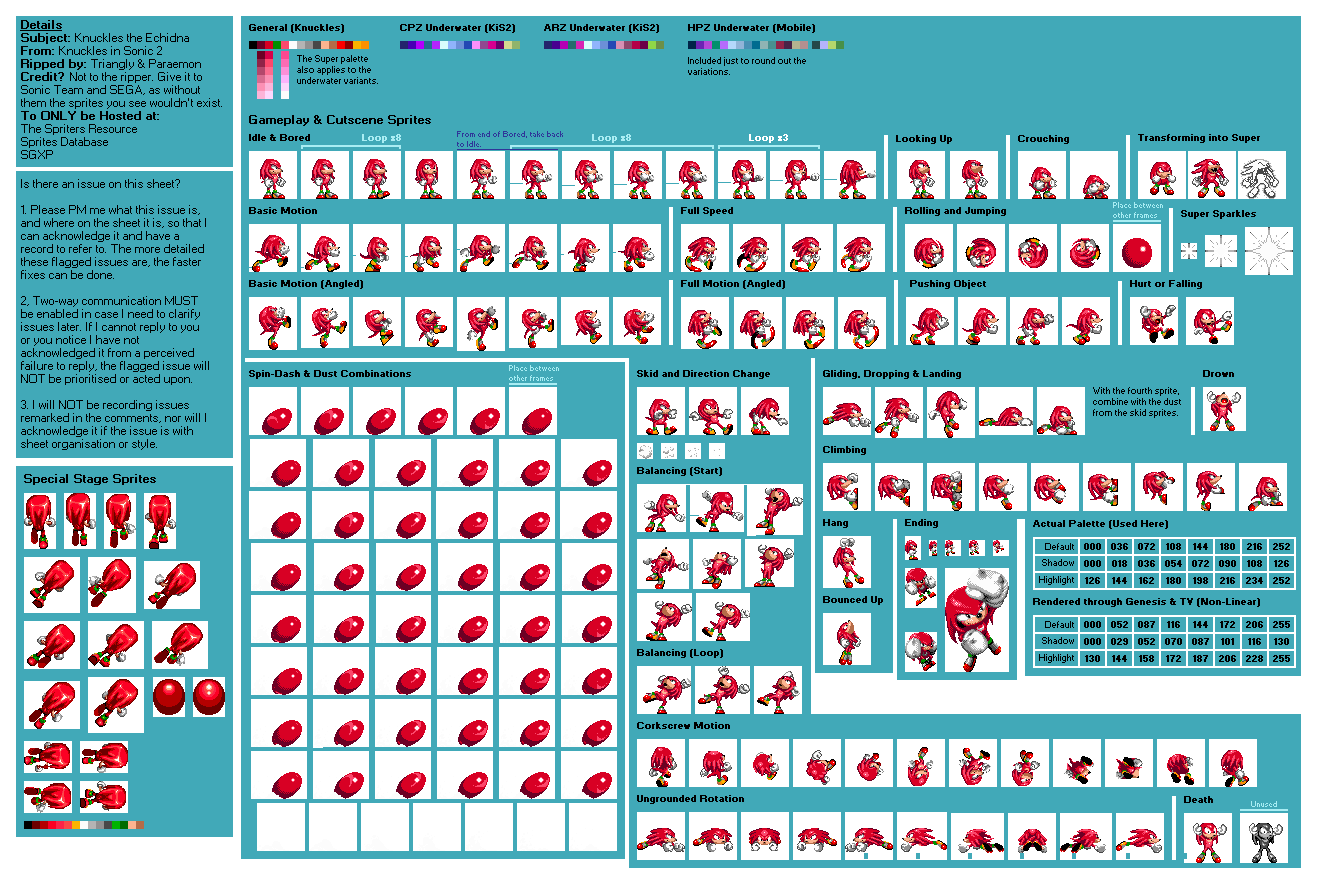 Details
Subject: Knuckles the Echidna
From: Knuckles in Sonic 2
Ripped by: Triangly & Paraemon
Credit? Not to the ripper. Give it to
Sonic Team and SEGA, as without
them the sprites you see wouldn't exist.
To ONLY be Hosted at:
The Spriters Resource
Sprites Database
SGXP
Is there an issue on this sheet?
1. Please PM me what this issue is,
and where on the sheet it is, so that I
can acknowledge it and have a
record to refer to. The more detailed
these flagged issues are, the faster
fixes can be done.
2, Two-way communication MUST
be enabled in case I need to clarify
issues later. If I cannot reply to you
or you notice I have not
acknowledged it from a perceived
failure to reply, the flagged issue will
NOT be prioritised or acted upon.
3. I will NOT be recording issues
remarked in the comments, nor will I
acknowledge it if the issue is with
sheet organisation or style.
Special Stage Sprites
General (Knuckles)
CPZ Underwater (KiS2)
ARZ Underwater (KiS2)
HPZ Underwater (Mobile)
The Super palette
also applies to the
underwater variants.
Included just to round out the
variations.
Gameplay & Cutscene Sprites
Idle & Bored
Loop x8
From end of Bored, take back
to Idle.
Loop x8
Loop x3
Looking Up
Crouching
Transforming into Super
Basic Motion
Full Speed
Rolling and Jumping
Place between
other frames
Super Sparkles
Basic Motion (Angled)
Full Motion (Angled)
Pushing Object
Hurt or Falling
Spin-Dash & Dust Combinations
Place between
other frames
Skid and Direction Change
Gliding, Dropping & Landing
With the fourth sprite,
combine with the dust
from the skid sprites.
Drown
Balancing (Start)
Climbing
Hang
Ending
Bounced Up
Actual Palette (Used Here)
Default 000 036 072 108 144 180 216 252
Shadow 000 018 036 054 072 090 108 126
Highlight 126 144 162 180 198 216 234 252
Rendered through Genesis & TV (Non-Linear)
Default 000 052 087 116 144 172 206 255
Shadow 000 029 052 070 087 101 116 130
Highlight 130 144 158 172 187 206 228 255
Balancing (Loop)
Corkscrew Motion
Ungrounded Rotation
Death
Unused